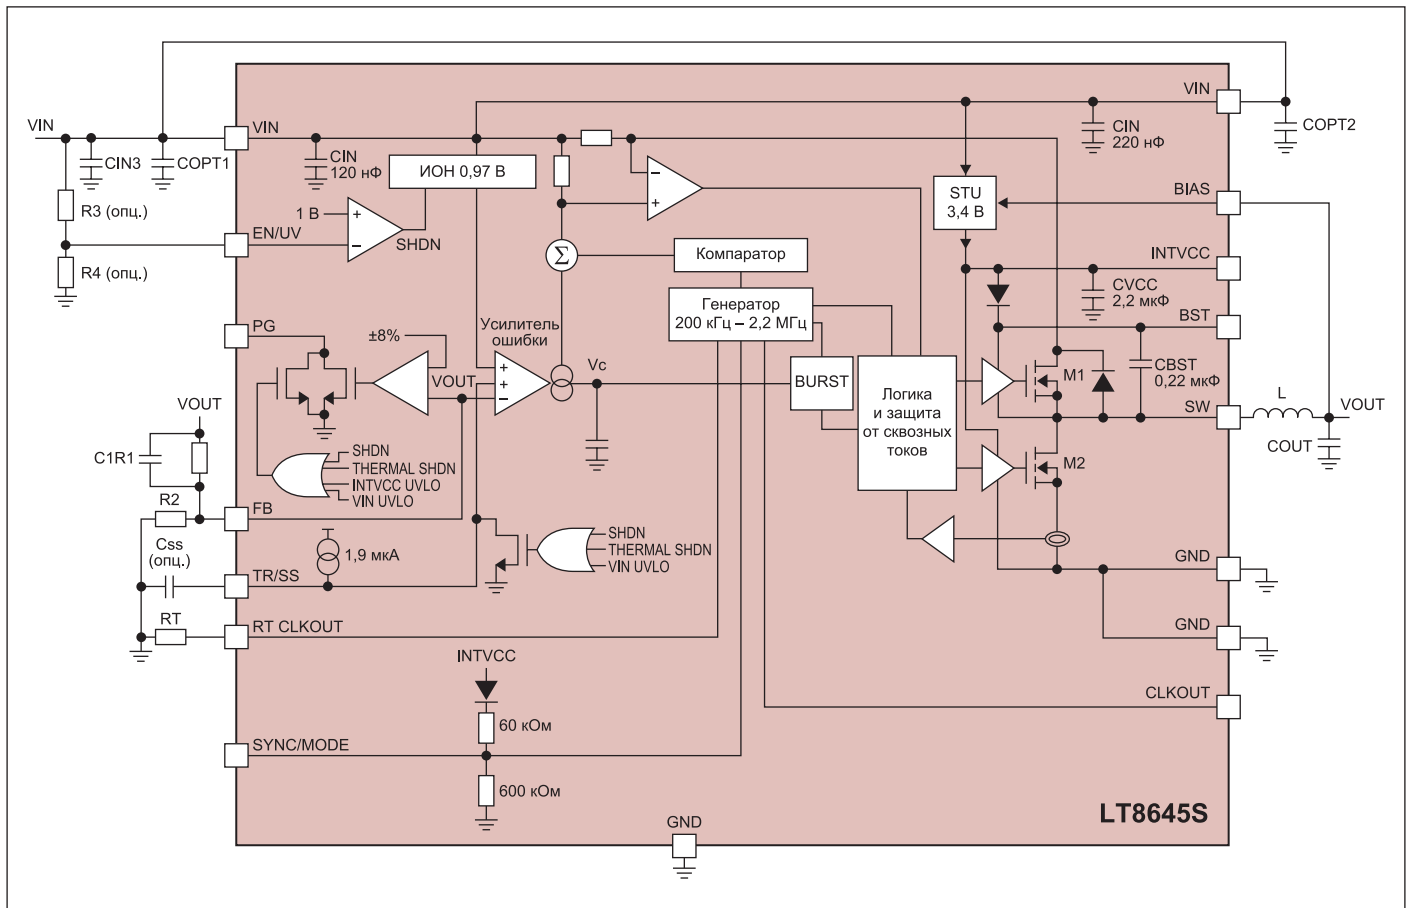 VIN
COPT2
VIN
VIN
CIN3
COPT1
CIN
120 нФ
ИОН 0,97 В
CIN
220 нФ
BIAS
STU
3,4 В
R3 (опц.)
1 В
+
–
SHDN
EN/UV
–
+
Σ
Компаратор
INTVCC
R4 (опц.)
Генератор
200 кГц – 2,2 МГц
CVCC
2,2 мкФ
PG
±8%
Усилитель
ошибки
BST
VOUT
+
+
–
Vc
BURST
Логика
и защита
от сквозных
токов
M1
CBST
0,22 мкФ
VOUT
SW
L
VOUT
COUT
C1R1
SHDN
THERMAL SHDN
INTVCC UVLO
VIN UVLO
M2
R2
FB
Css
(опц.)
1,9 мкА
SHDN
THERMAL SHDN
VIN UVLO
GND
TR/SS
RT
RT CLKOUT
GND
INTVCC
CLKOUT
60 кОм
SYNC/MODE
600 кОм
LT8645S
GND